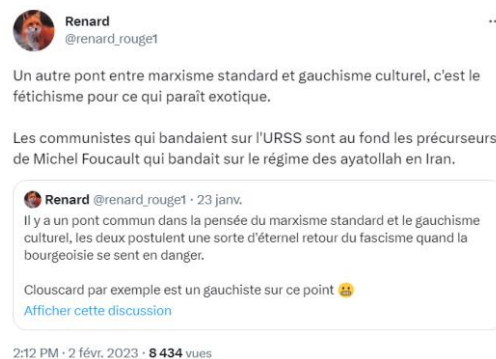 Renard
@renard_rouge1
Un autre pont entre marxisme standard et gauchisme culturel, c'est le
fétichisme pour ce qui paraît exotique.
Les communistes qui bandaient sur l'URSS sont au fond les précurseurs
de Michel Foucault qui bandait sur le régime des ayatollah en Iran.
Renard @renard_rouge1 · 23 janv.
Il y a un pont commun dans la pensée du marxisme standard et le gauchisme
culturel, les deux postulent une sorte d'éternel retour du fascisme quand la
bourgeoisie se sent en danger.
Clouscard par exemple est un gauchiste sur ce point 😬
Afficher cette discussion
2:12 PM · 2 févr. 2023 · 8 434 vues